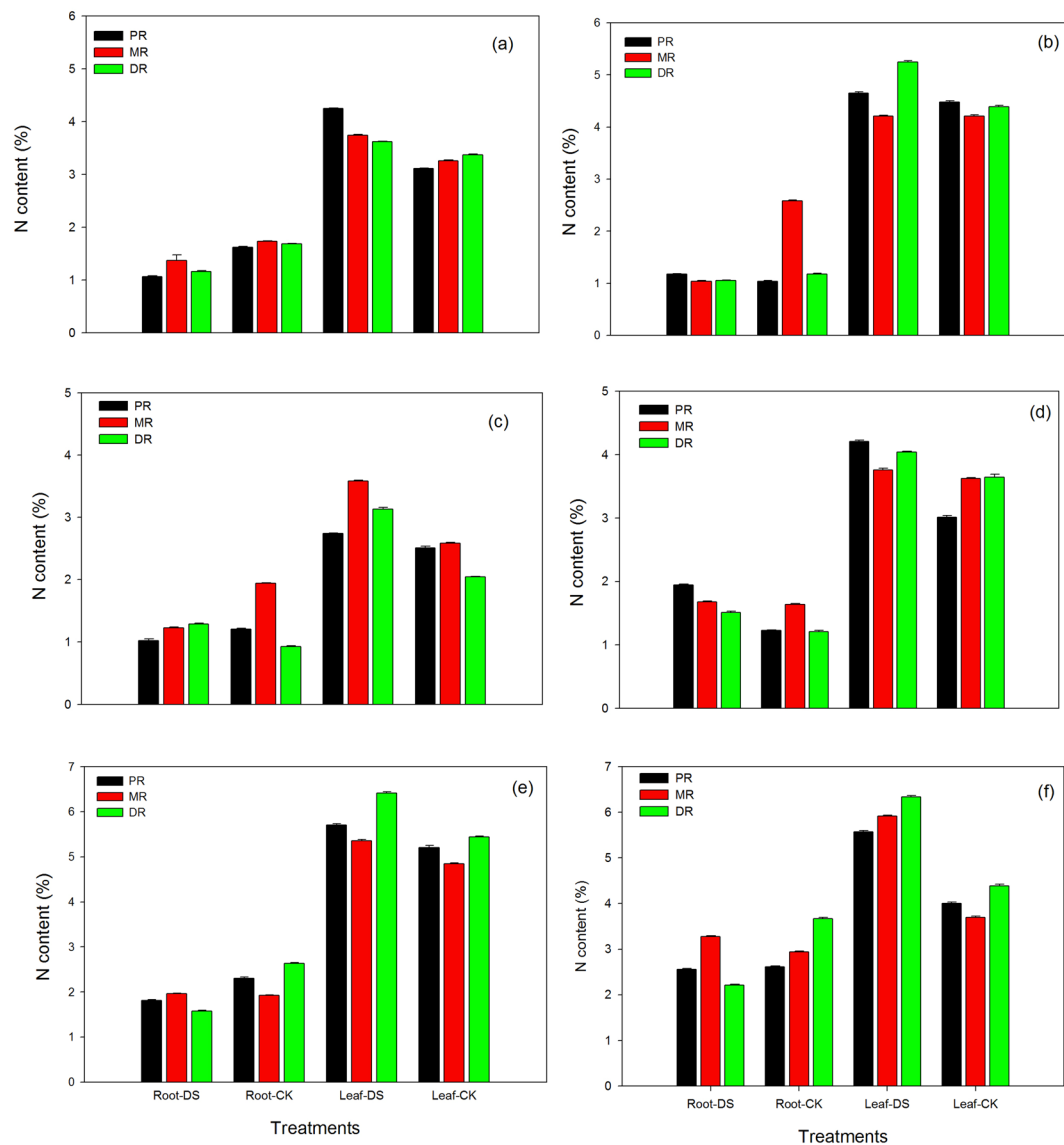 6
5
4
3
2
1
0
N content (%)
PR
MR
DR
(a)
6
5
4
3
2
1
0
N content (%)
PR
MR
DR
(b)
5
4
3
2
1
0
N content (%)
PR
MR
DR
(c)
5
4
3
2
1
0
N content (%)
PR
MR
DR
(d)
7
6
5
4
3
2
1
0
N content (%)
PR
MR
DR
(e)
Root-DS Root-CK Leaf-DS Leaf-CK
Treatments
7
6
5
4
3
2
1
0
N content (%)
PR
MR
DR
(f)
Root-DS Root-CK Leaf-DS Leaf-CK
Treatments